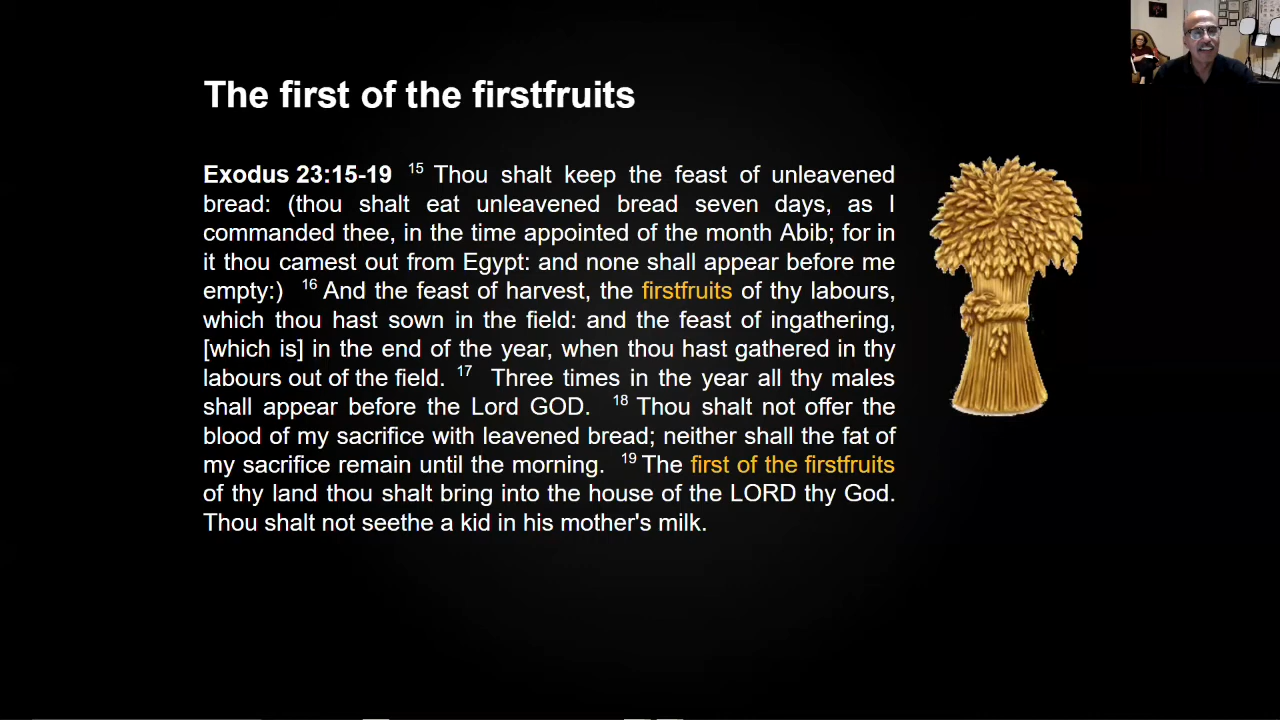 The first of the firstfruits
Exodus 23:15-19 15 Thou shalt keep the feast of unleavened
bread: (thou shalt eat unleavened bread seven days, as I
commanded thee, in the time appointed of the month Abib; for in
it thou camest out from Egypt: and none shall appear before me
empty:) 16 And the feast of harvest, the firstfruits of thy labours,
which thou hast sown in the field: and the feast of ingathering,
[which is] in the end of the year, when thou hast gathered in thy
labours out of the field. 17 Three times in the year all thy males
shall appear before the Lord GOD. 18 Thou shalt not offer the
blood of my sacrifice with leavened bread; neither shall the fat of
my sacrifice remain until the morning. 19 The first of the firstfruits
of thy land thou shalt bring into the house of the LORD thy God.
Thou shalt not seethe a kid in his mother's milk.